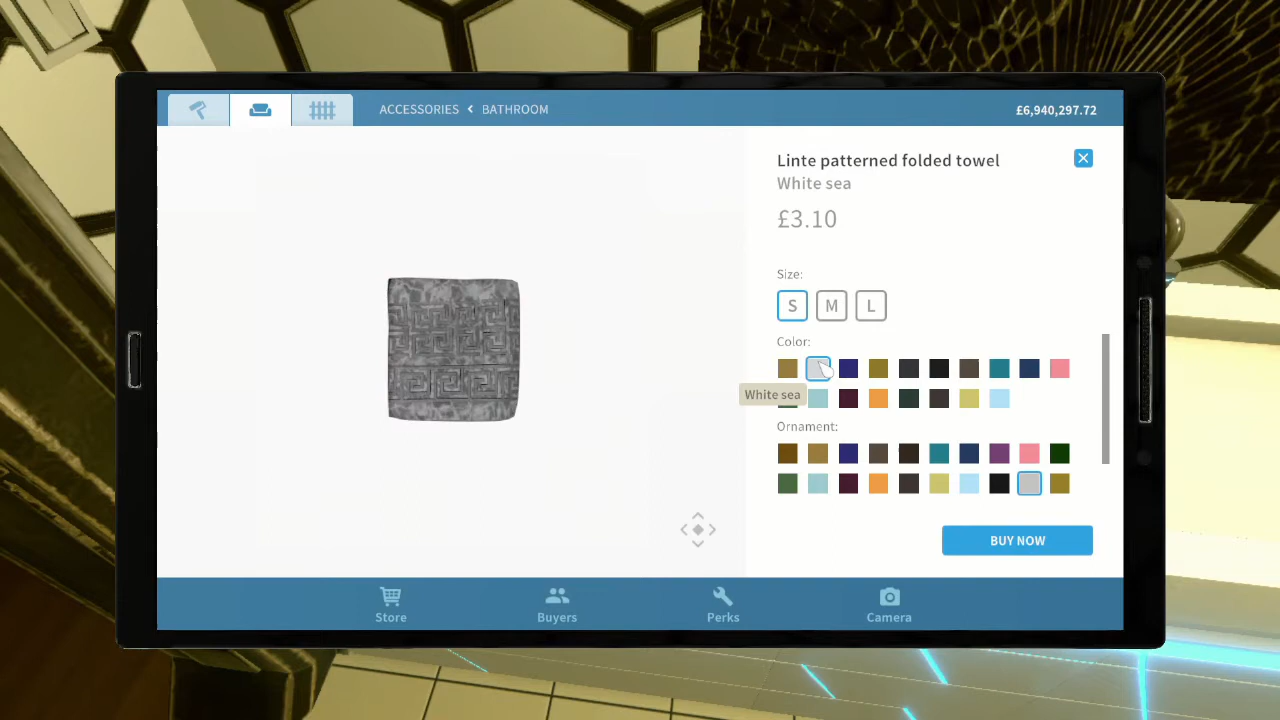 ACCESSORIES < BATHROOM
£6,940,297.72
Linte patterned folded towel
White sea
£3.10
Size:
S M L
Color:
White sea
Ornament:
BUY NOW
Store Buyers Perks Camera